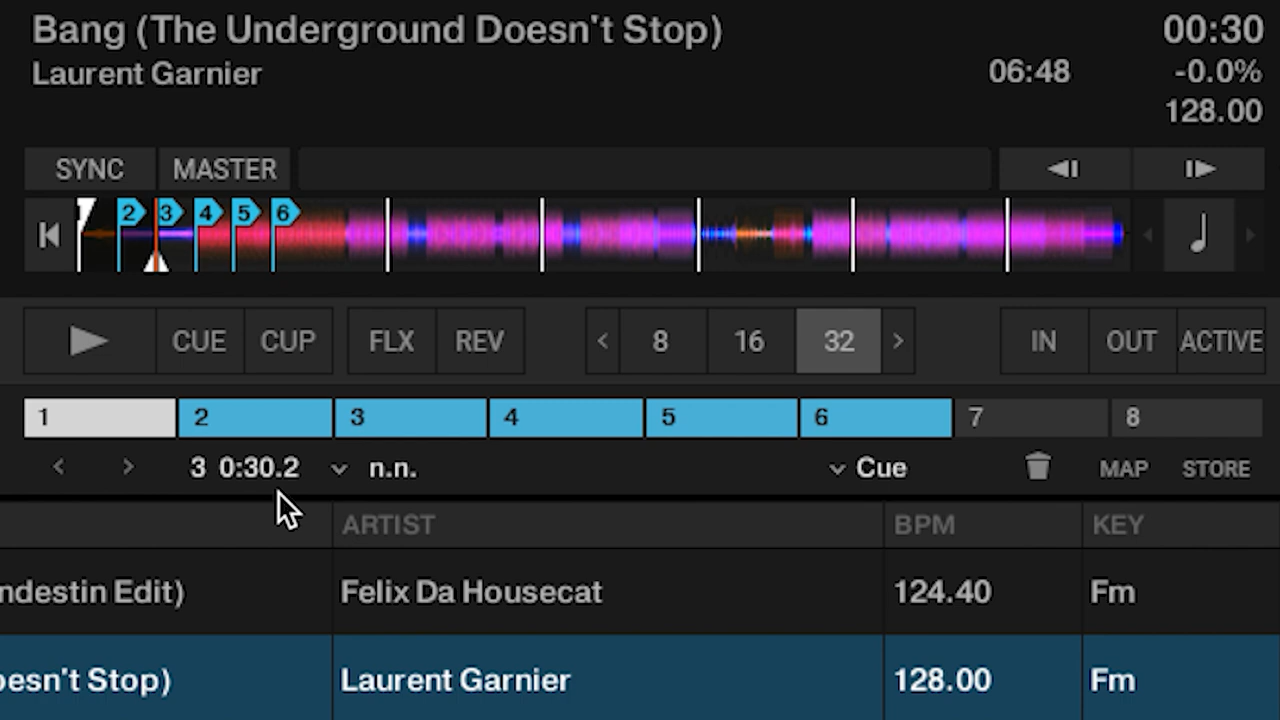 Bang (The Underground Doesn't Stop) 00:30
Laurent Garnier 06:48 -0.0%
128.00
SYNC MASTER
2 3 4 5 6
CUE CUP FLX REV < 8 16 32 > IN OUT ACTIVE
1 2 3 4 5 6 7 8
< > 3 0:30.2 n.n. Cue MAP STORE
ARTIST BPM KEY
ndestin Edit) Felix Da Housecat 124.40 Fm
oesn't Stop) Laurent Garnier 128.00 Fm